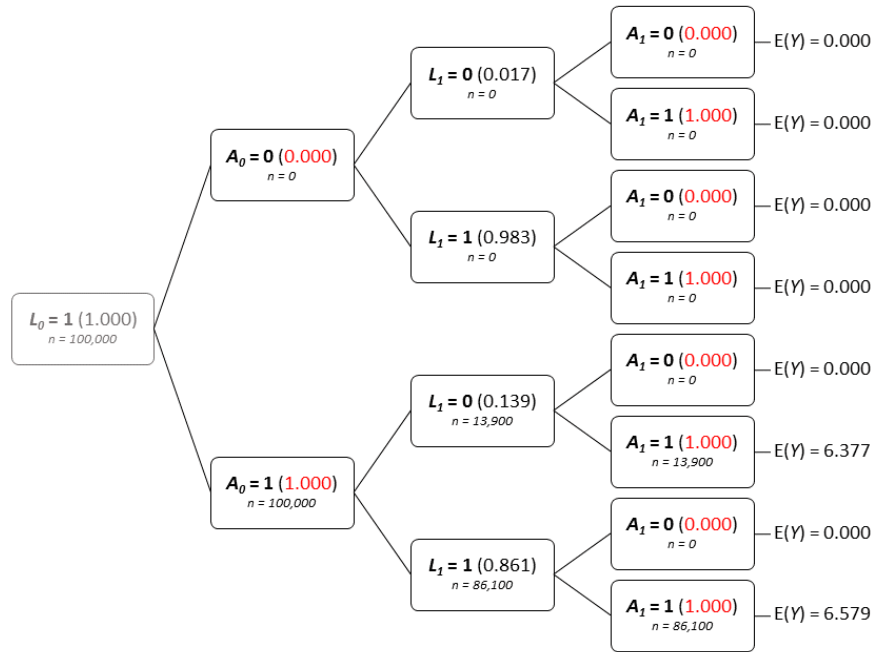 L0 = 1 (1.000)
n = 100,000
A0 = 0 (0.000)
n = 0
A0 = 1 (1.000)
n = 100,000
L1 = 0 (0.017)
n = 0
L1 = 1 (0.983)
n = 0
L1 = 0 (0.139)
n = 13,900
L1 = 1 (0.861)
n = 86,100
A1 = 0 (0.000)
n = 0
E(Y) = 0.000
A1 = 1 (1.000)
n = 0
E(Y) = 0.000
A1 = 0 (0.000)
n = 0
E(Y) = 0.000
A1 = 1 (1.000)
n = 0
E(Y) = 0.000
A1 = 0 (0.000)
n = 0
E(Y) = 0.000
A1 = 1 (1.000)
n = 13,900
E(Y) = 6.377
A1 = 0 (0.000)
n = 0
E(Y) = 0.000
A1 = 1 (1.000)
n = 86,100
E(Y) = 6.579